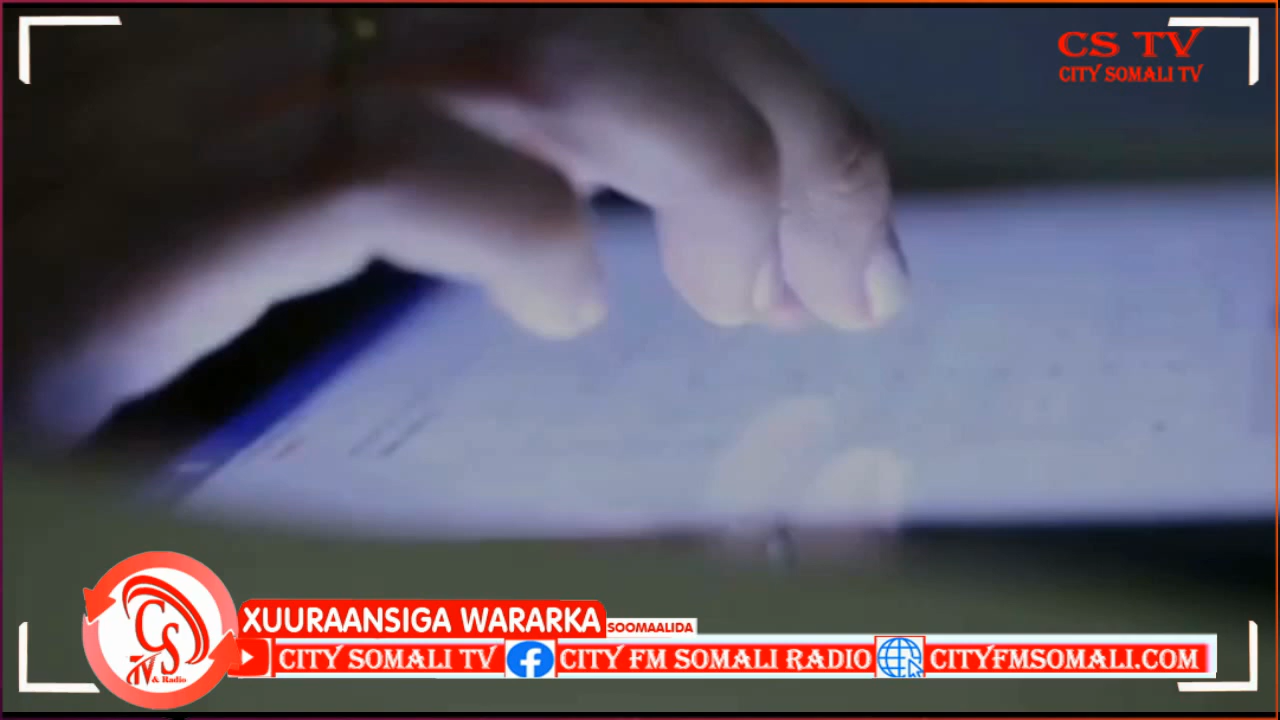 CS TV
CITY SOMALI TV
XUURAANSIGA WARARKA SOOMAALIDA
CITY SOMALI TV CITY FM SOMALI RADIO CITYFMSOMALI.COM
CS
TV & Radio